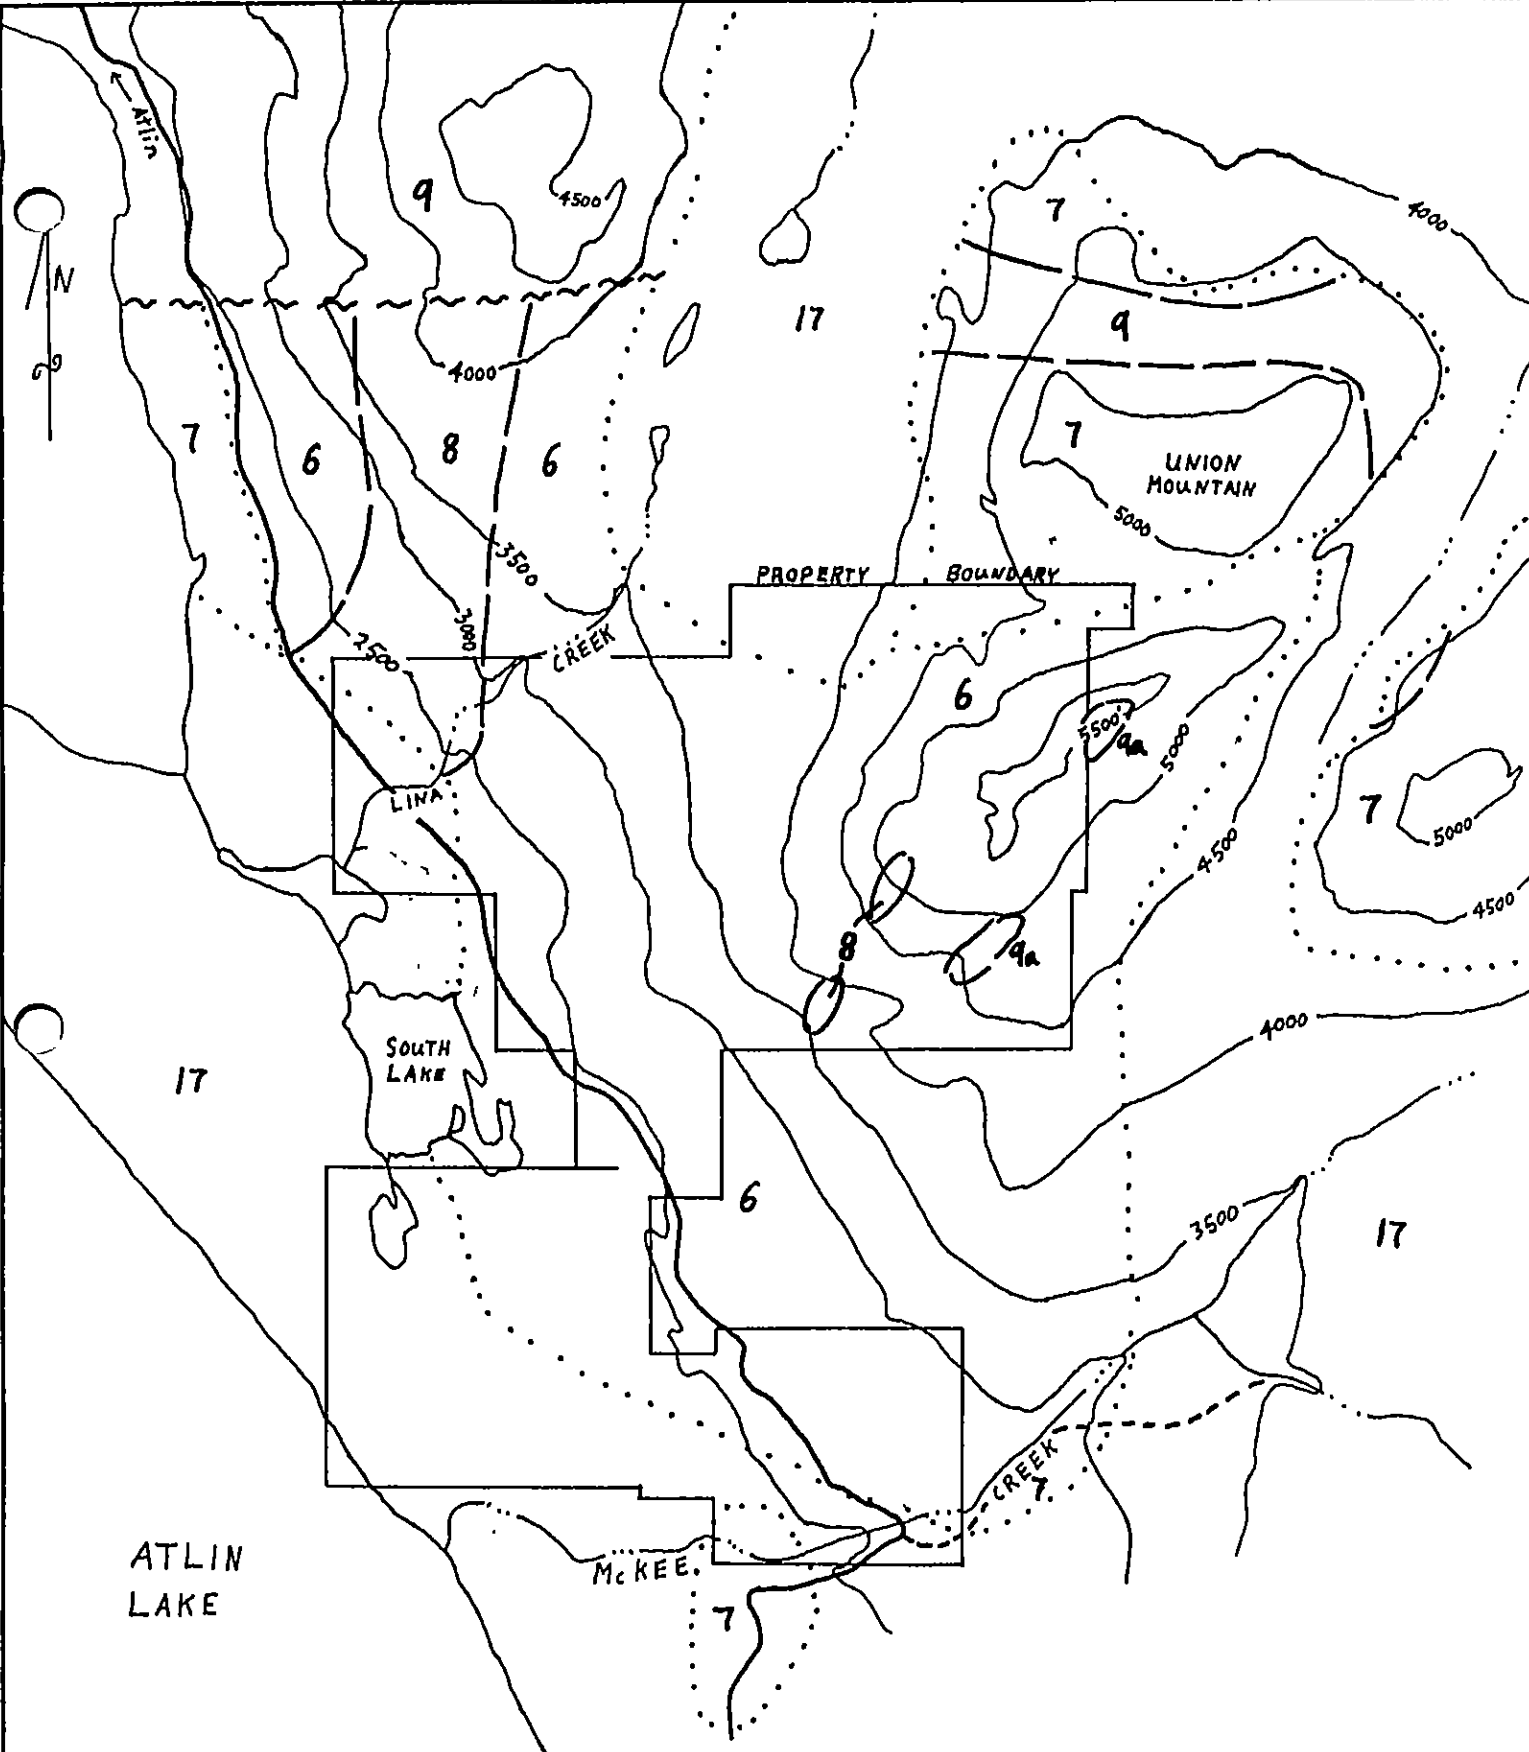 Atlin
N
9
4500
7
4000
17
9
4000
7
6
8
6
7
UNION
MOUNTAIN
5000
3500
PROPERTY BOUNDARY
3000
CREEK
2500
6
5500'
9a
5000
LINA
7
5000
4500
4500
8
9a
4000
SOUTH
LAKE
17
6
3500
17
CREEK
7
ATLIN
LAKE
McKEE
7